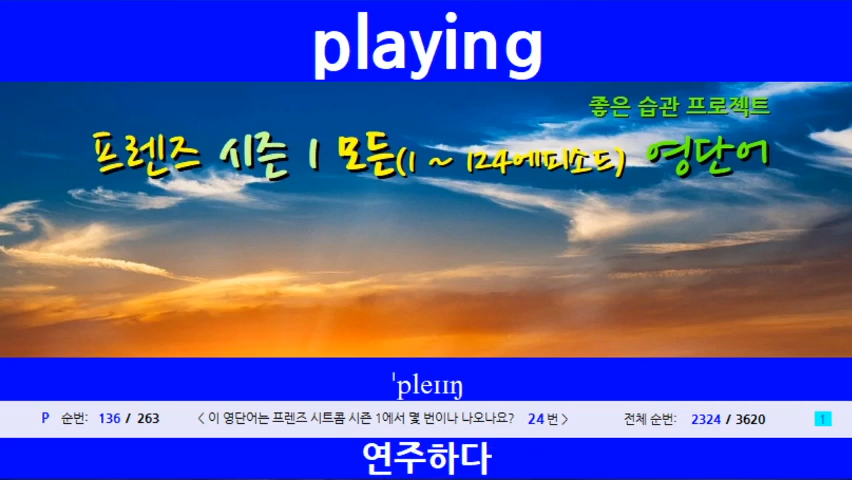 playing
좋은 습관 프로젝트
프렌즈 시즌 1 모든(1 ~ 124에피소드) 영단어
ˈpleɪɪŋ
P 순번: 136 / 263 < 이 영단어는 프렌즈 시트콤 시즌 1에서 몇 번이나 나오나요? 24 번 > 전체 순번: 2324 / 3620 1
연주하다